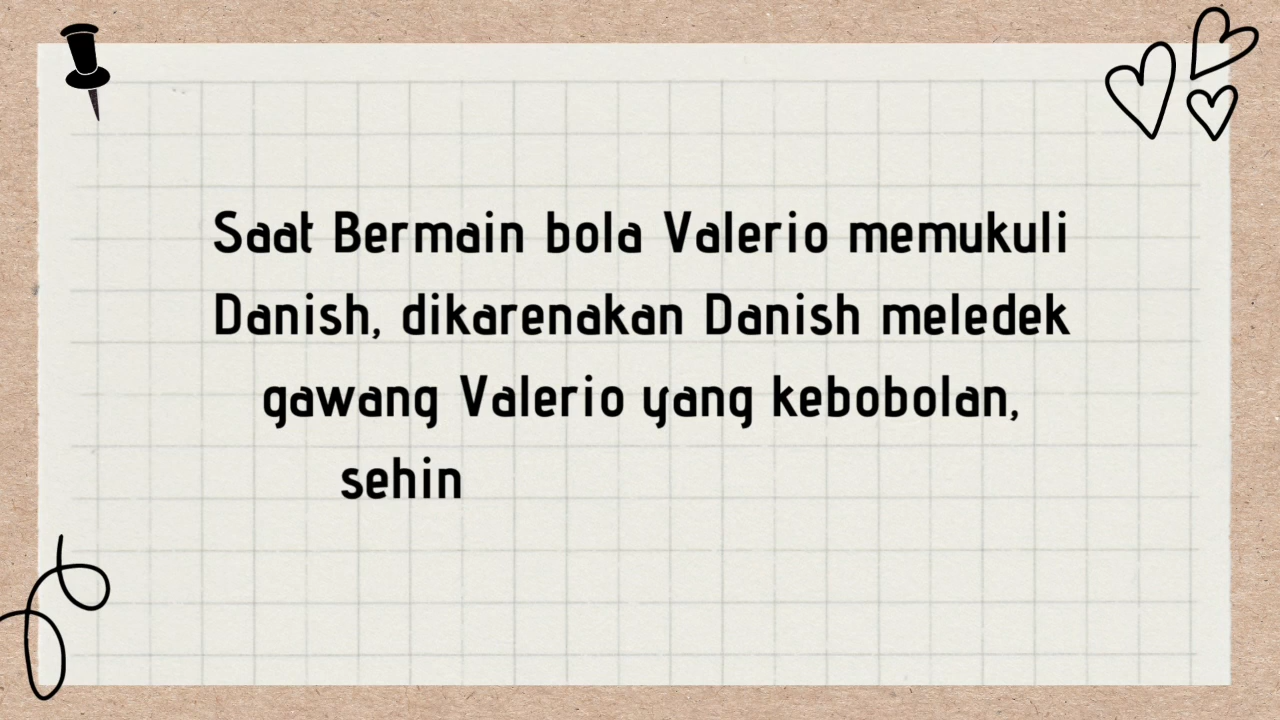 Saat Bermain bola Valerio memukuli
Danish, dikarenakan Danish meledek
gawang Valerio yang kebobolan,
sehin